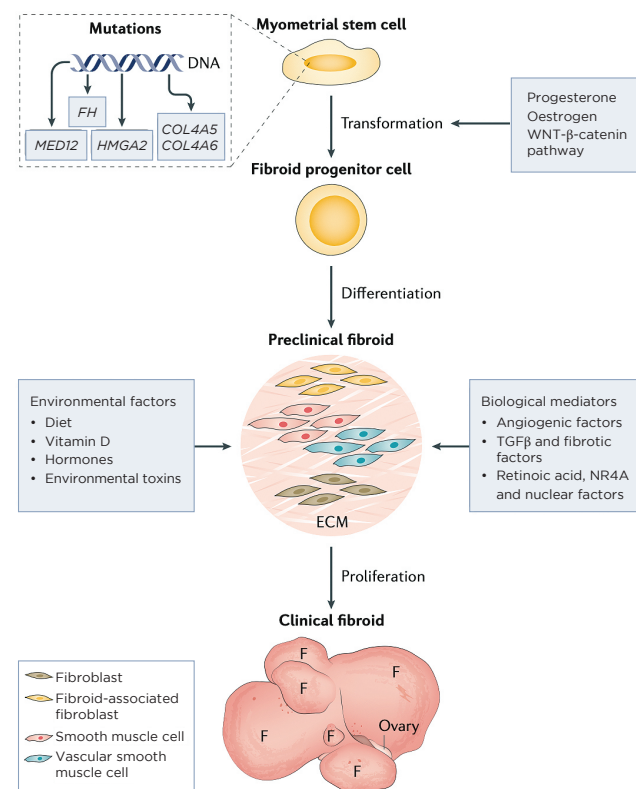 Mutations
DNA
FH
MED12
HMGA2
COL4A5
COL4A6
Myometrial stem cell
Transformation
Progesterone
Oestrogen
WNT-β-catenin
pathway
Fibroid progenitor cell
Differentiation
Preclinical fibroid
Environmental factors
• Diet
• Vitamin D
• Hormones
• Environmental toxins
ECM
Biological mediators
• Angiogenic factors
• TGFβ and fibrotic
factors
• Retinoic acid, NR4A
and nuclear factors
Proliferation
Clinical fibroid
F
F
F
F
F
F
Ovary
Fibroblast
Fibroid-associated
fibroblast
Smooth muscle cell
Vascular smooth
muscle cell